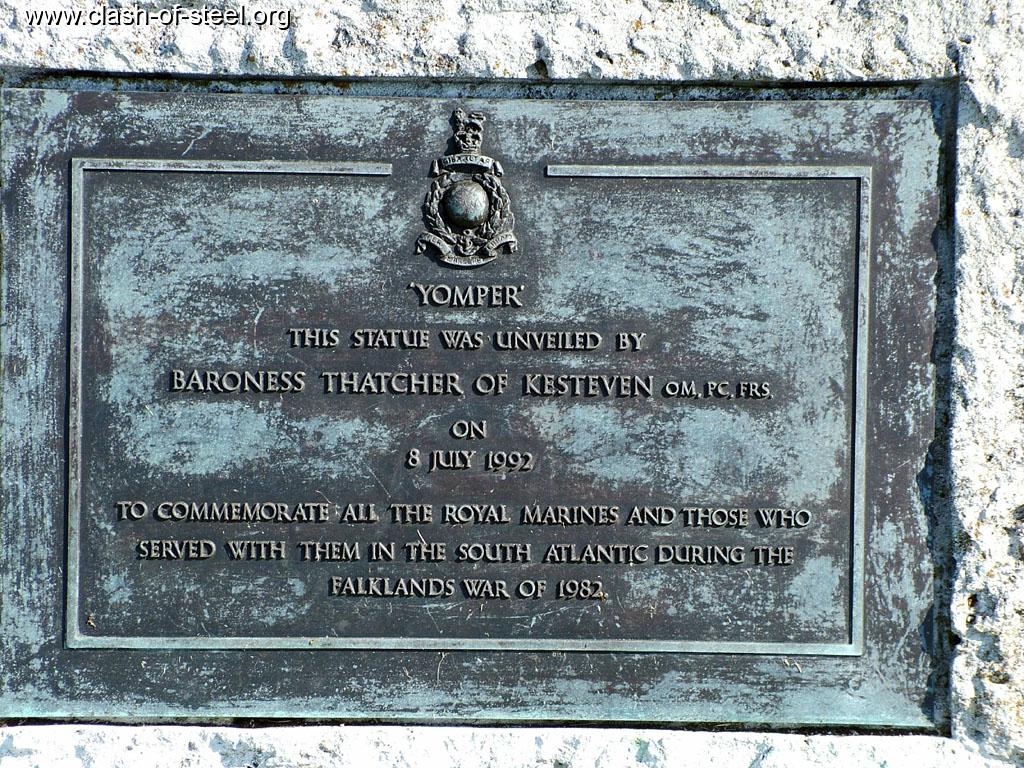 www.clash-of-steel.org
GIBRALTAR
'YOMPER'
THIS STATUE WAS UNVEILED BY
BARONESS THATCHER OF KESTEVEN OM, PC, FRS,
ON
8 JULY 1992
TO COMMEMORATE ALL THE ROYAL MARINES AND THOSE WHO
SERVED WITH THEM IN THE SOUTH ATLANTIC DURING THE
FALKLANDS WAR OF 1982.